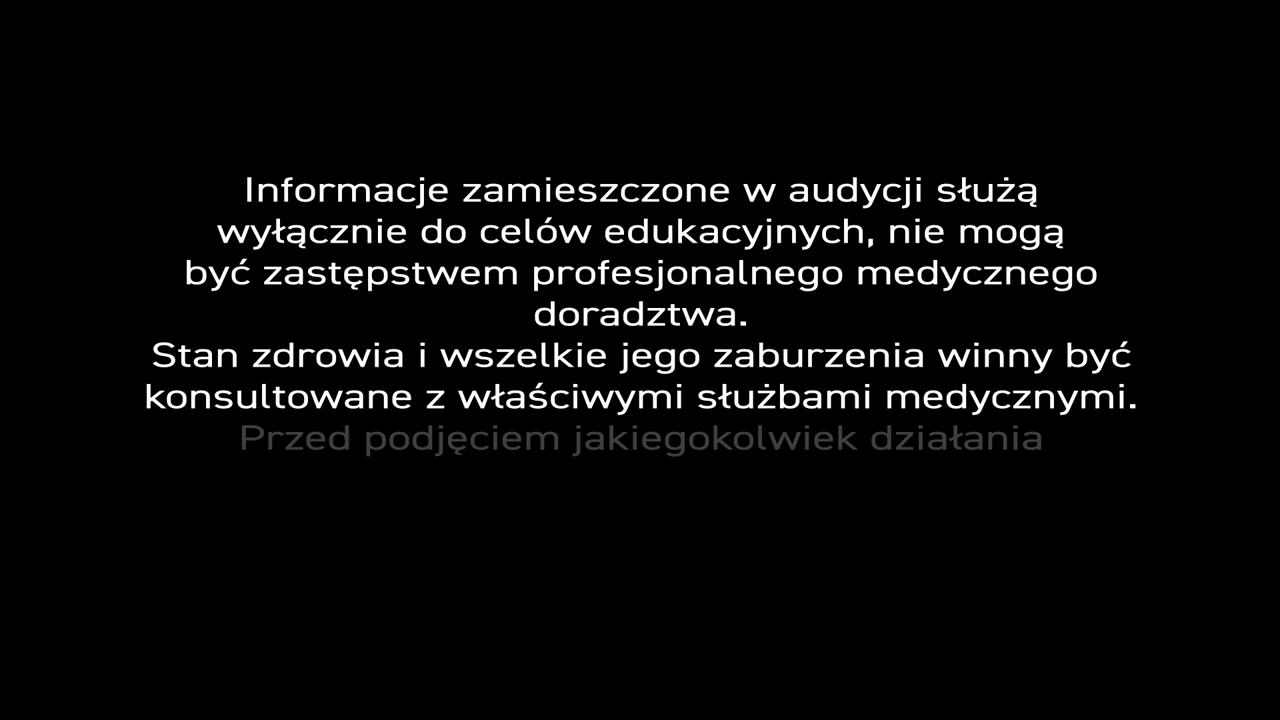 Informacje zamieszczone w audycji służą
wyłącznie do celów edukacyjnych, nie mogą
być zastępstwem profesjonalnego medycznego
doradztwa.
Stan zdrowia i wszelkie jego zaburzenia winny być
konsultowane z właściwymi służbami medycznymi.
Przed podjęciem jakiegokolwiek działania